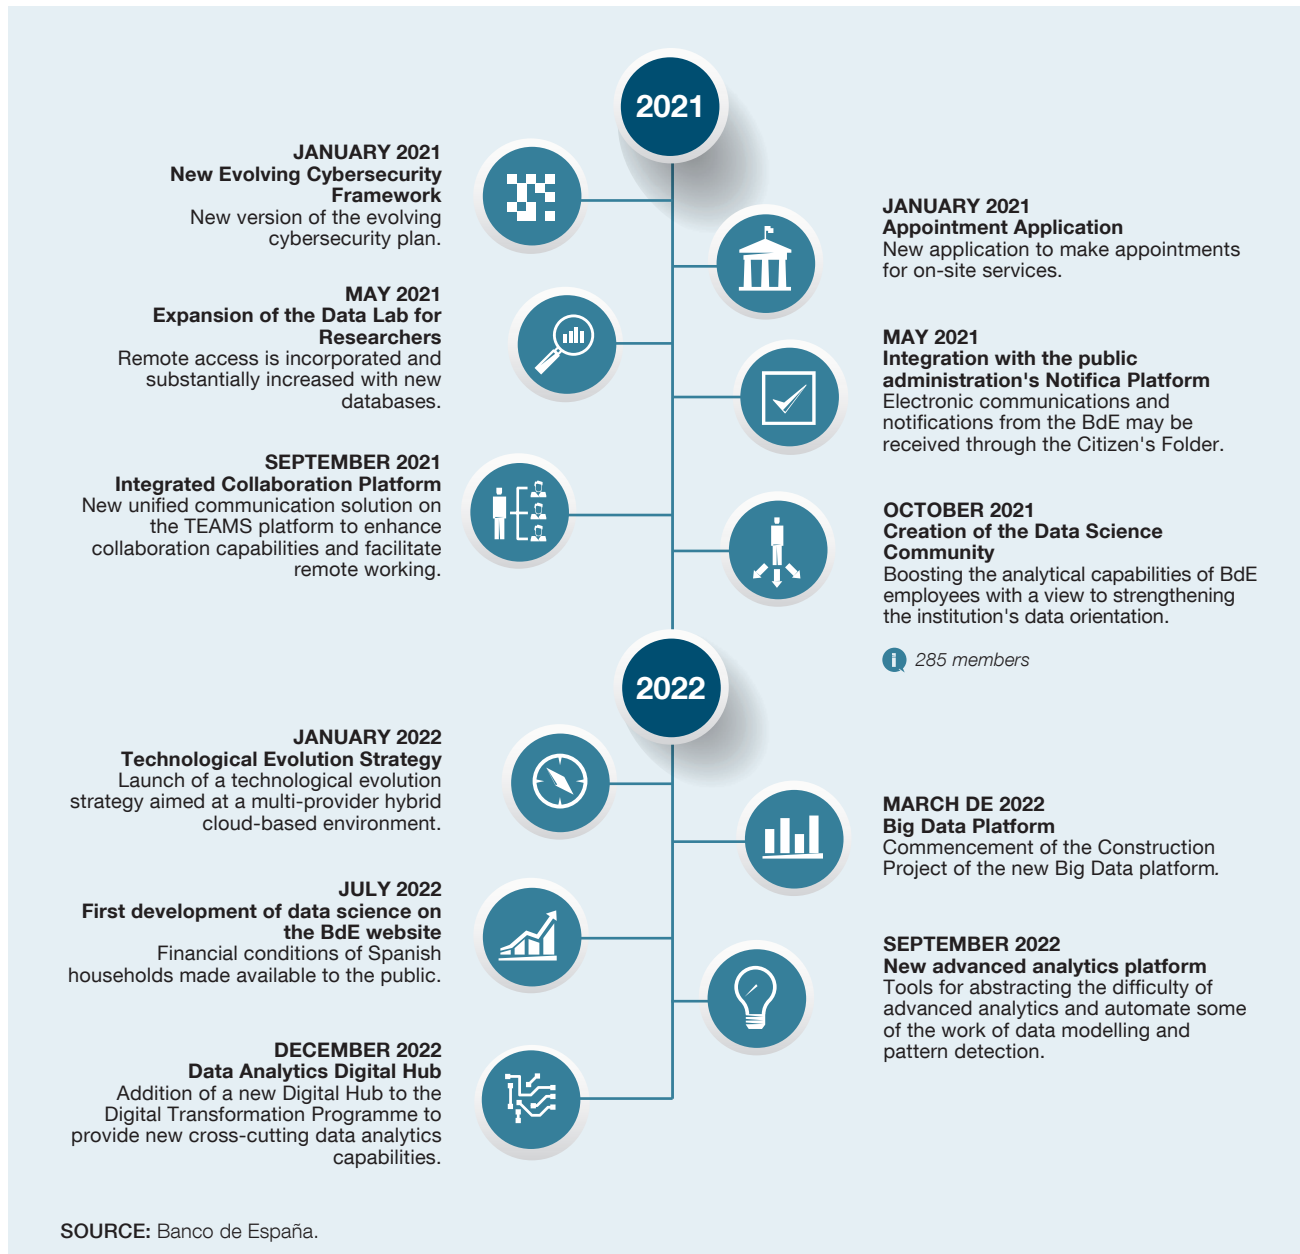 2021
JANUARY 2021
New Evolving Cybersecurity
Framework
New version of the evolving
cybersecurity plan.
JANUARY 2021
Appointment Application
New application to make appointments
for on-site services.
MAY 2021
Expansion of the Data Lab for
Researchers
Remote access is incorporated and
substantially increased with new
databases.
MAY 2021
Integration with the public
administration's Notifica Platform
Electronic communications and
notifications from the BdE may be
received through the Citizen's Folder.
SEPTEMBER 2021
Integrated Collaboration Platform
New unified communication solution on
the TEAMS platform to enhance
collaboration capabilities and facilitate
remote working.
OCTOBER 2021
Creation of the Data Science
Community
Boosting the analytical capabilities of BdE
employees with a view to strengthening
the institution's data orientation.
i 285 members
2022
JANUARY 2022
Technological Evolution Strategy
Launch of a technological evolution
strategy aimed at a multi-provider hybrid
cloud-based environment.
MARCH DE 2022
Big Data Platform
Commencement of the Construction
Project of the new Big Data platform.
JULY 2022
First development of data science on
the BdE website
Financial conditions of Spanish
households made available to the public.
SEPTEMBER 2022
New advanced analytics platform
Tools for abstracting the difficulty of
advanced analytics and automate some
of the work of data modelling and
pattern detection.
DECEMBER 2022
Data Analytics Digital Hub
Addition of a new Digital Hub to the
Digital Transformation Programme to
provide new cross-cutting data analytics
capabilities.
SOURCE: Banco de España.